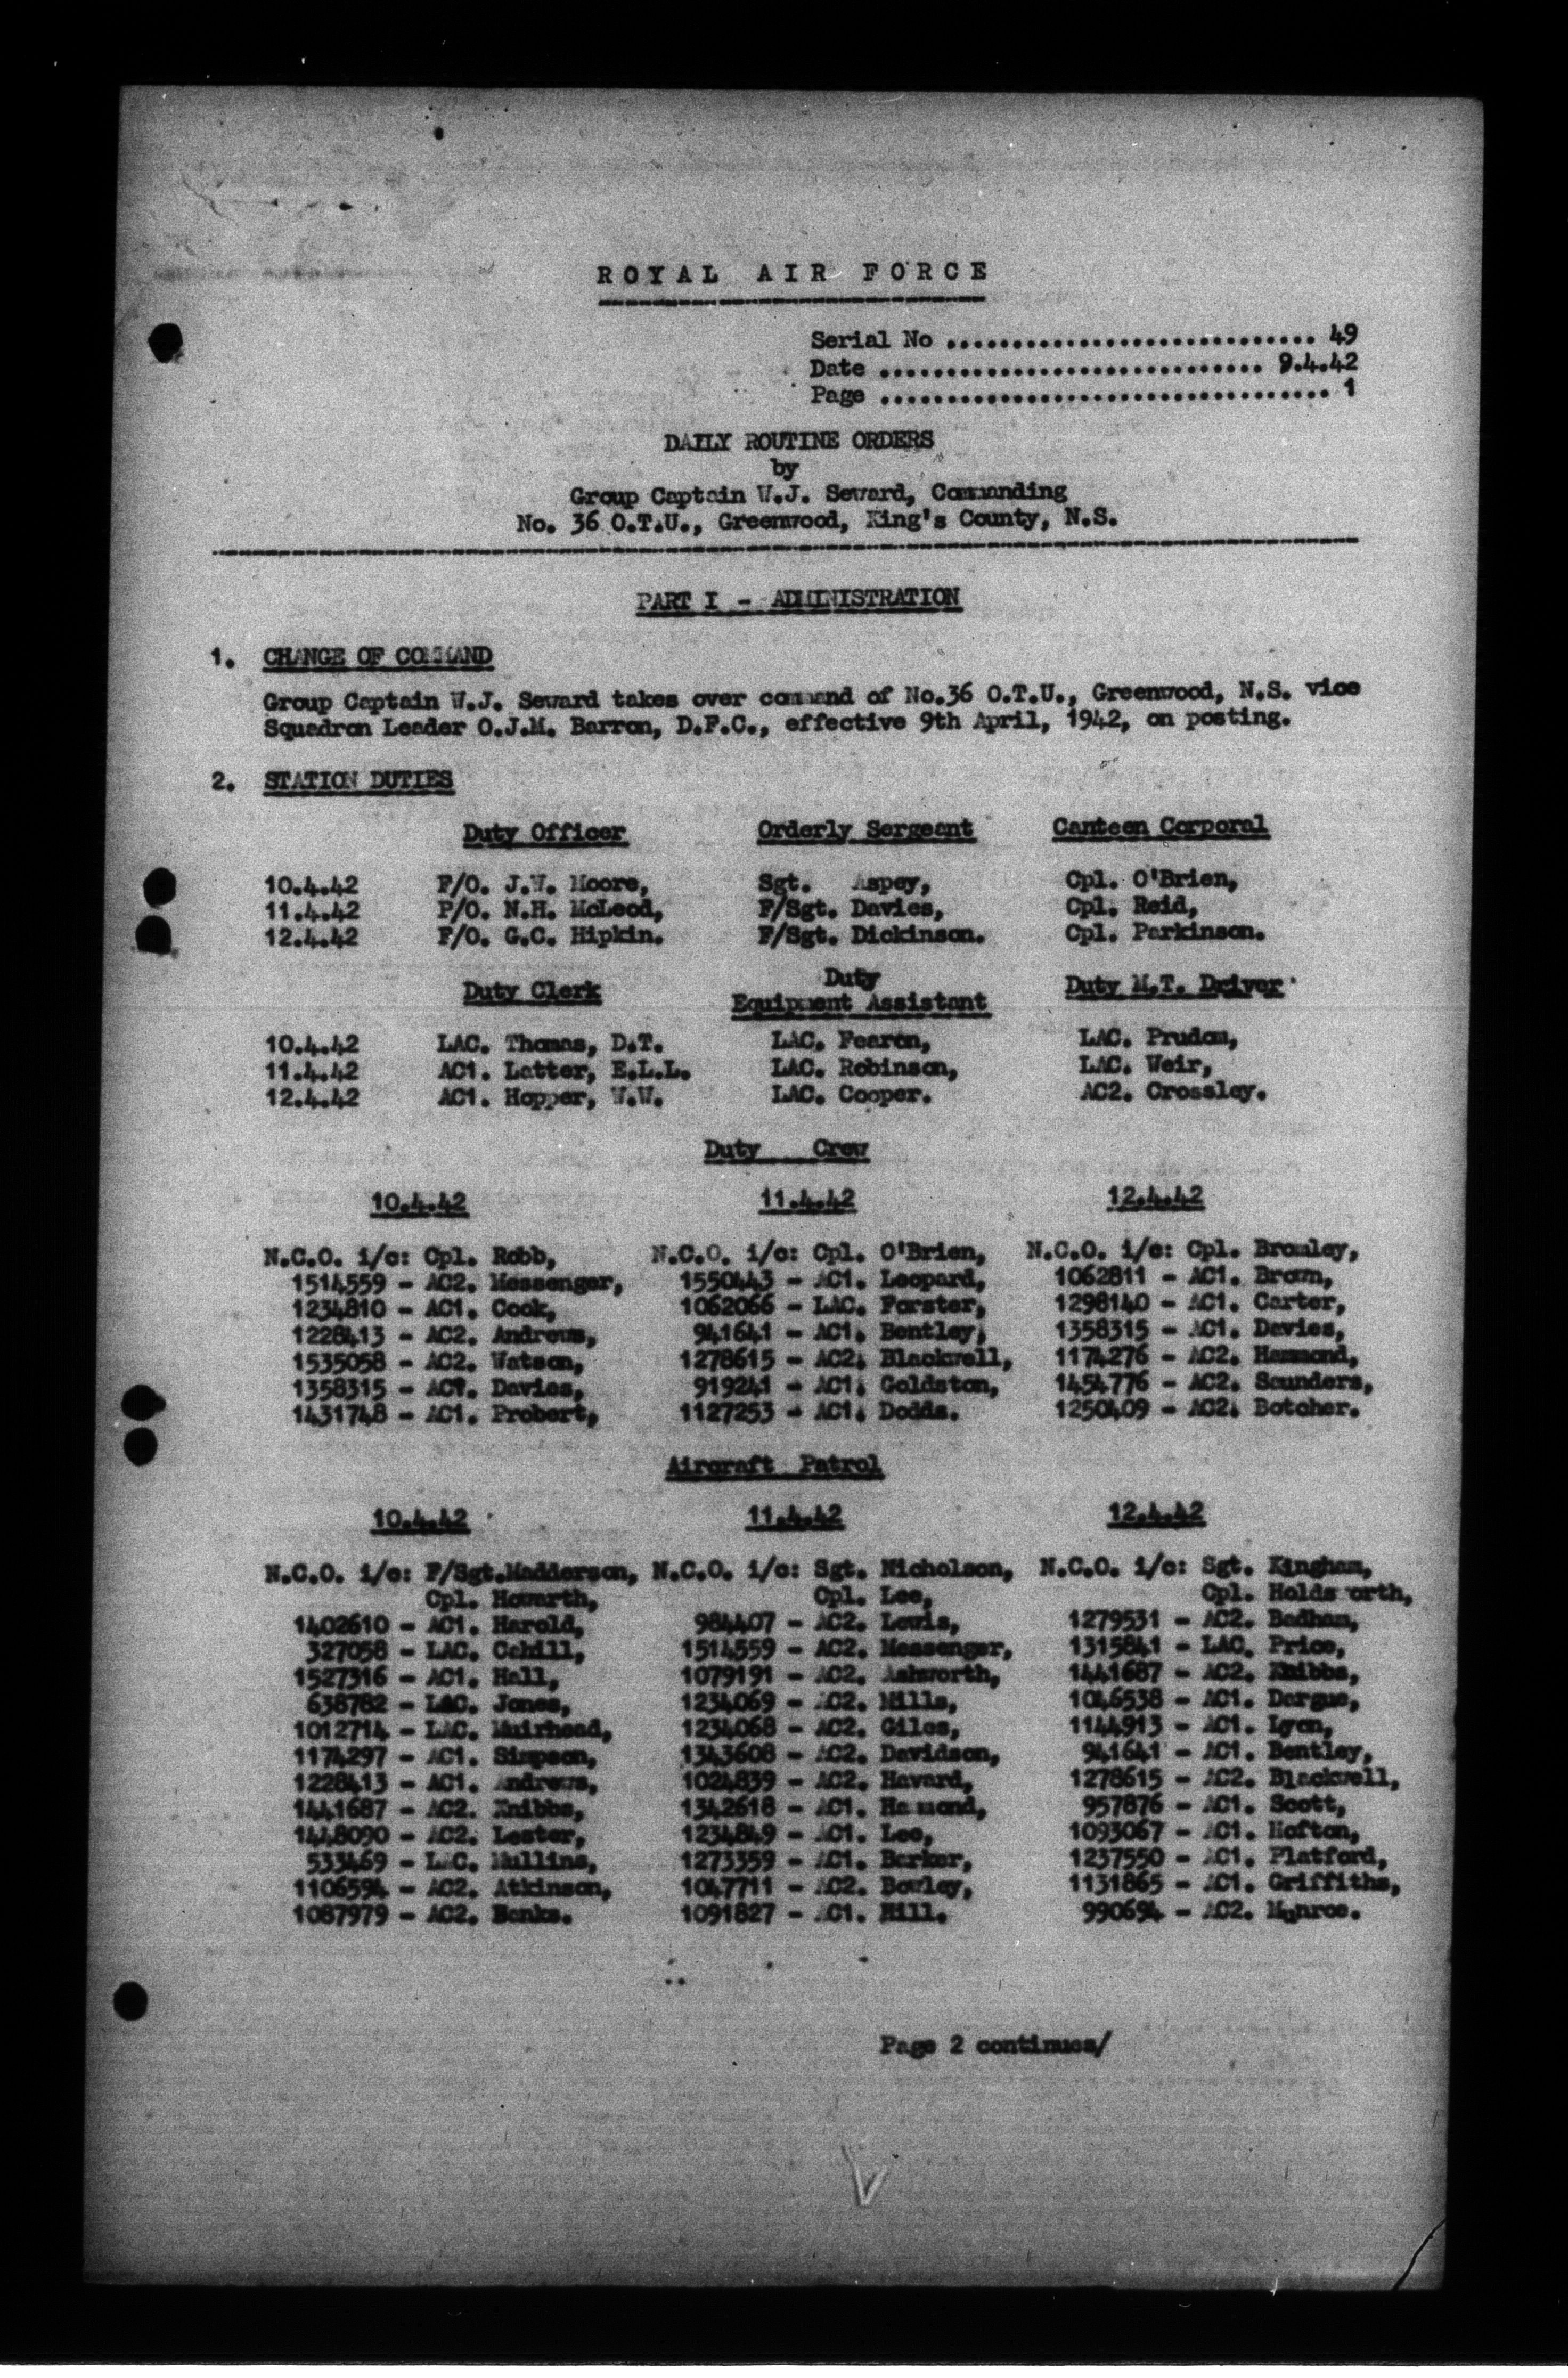 ROYAL AIR FORCE
Serial No ............................ 49
Date ............................. 9.4.42
Page .................................. 1
DAILY ROUTINE ORDERS
by
Group Captain W.J. Seward, Commanding
No. 36 O.T.U., Greenwood, King's County, N.S.
PART I - ADMINISTRATION
1. CHANGE OF COMMAND
Group Captain W.J. Seward takes over command of No.36 O.T.U., Greenwood, N.S. vice
Squadron Leader O.J.M. Barron, D.F.C., effective 9th April, 1942, on posting.
2. STATION DUTIES
Duty Officer Orderly Sergeant Canteen Corporal
10.4.42 F/O. J.W. Moore, Sgt. Aspey, Cpl. O'Brien,
11.4.42 P/O. N.H. McLeod, F/Sgt. Davies, Cpl. Reid,
12.4.42 F/O. G.C. Hipkin. F/Sgt. Dickinson. Cpl. Parkinson.
Duty Clerk Duty Equipment Assistant Duty M.T. Driver
10.4.42 LAC. Thomas, D.T. LAC. Fearon, LAC. Prudom,
11.4.42 AC1. Latter, E.L.L. LAC. Robinson, LAC. Weir,
12.4.42 AC1. Hopper, W.W. LAC. Cooper. AC2. Crossley.
Duty Crew
10.4.42 11.4.42 12.4.42
N.C.O. i/c: Cpl. Robb, N.C.O. i/c: Cpl. O'Brien, N.C.O. i/c: Cpl. Bromley,
1514559 - AC2. Messenger, 1550443 - AC1. Leopard, 1062811 - AC1. Brown,
1234810 - AC1. Cook, 1062066 - LAC. Forster, 1298140 - AC1. Carter,
1228413 - AC2. Andrews, 941641 - AC1. Bentley, 1358315 - AC1. Davies,
1535058 - AC2. Watson, 1278615 - AC2. Blackwell, 1174276 - AC2. Hammond,
1358315 - AC1. Davies, 919241 - AC1. Goldston, 1454776 - AC2. Saunders,
1431748 - AC1. Probert, 1127253 - AC1. Dodds. 1250409 - AC2. Botcher.
Aircraft Patrol
10.4.42 11.4.42 12.4.42
N.C.O. i/c: F/Sgt.Madderson, N.C.O. i/c: Sgt. Nicholson, N.C.O. i/c: Sgt. Kingham,
Cpl. Howarth, Cpl. Lee, Cpl. Holds orth,
1402610 - AC1. Harold, 984407 - AC2. Lewis, 1279531 - AC2. Badham,
327058 - LAC. Cahill, 1514559 - AC2. Messenger, 1315841 - LAC. Price,
1527316 - AC1. Hall, 1079191 - AC2. Ashworth, 1441687 - AC2. Knibbs,
638782 - LAC. Jones, 1234069 - AC2. Mills, 1046538 - AC1. Dargue,
1012714 - LAC. Muirhead, 1234068 - AC2. Giles, 1144913 - AC1. Lyon,
1174297 - AC1. Simpson, 1343608 - AC2. Davidson, 941641 - AC1. Bentley,
1228413 - AC1. Andrews, 1024839 - AC2. Havard, 1278615 - AC2. Blackwell,
1441687 - AC2. Knibbs, 1342618 - AC1. Hammond, 957876 - AC1. Scott,
1448090 - AC2. Lester, 1234849 - AC1. Lee, 1093067 - AC1. Hofton,
533469 - LAC. Mullins, 1273359 - AC1. Barker, 1237550 - AC1. Platford,
1106594 - AC2. Atkinson, 1047711 - AC2. Bowley, 1131865 - AC1. Griffiths,
1087979 - AC2. Banks. 1091827 - AC1. Hill. 990694 - AC2. Munroe.
Page 2 continues/